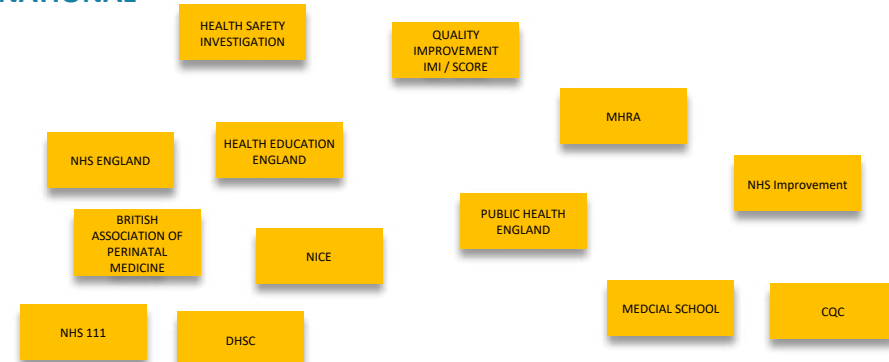 NATIONAL
HEALTH SAFETY
INVESTIGATION
QUALITY
IMPROVEMENT
IMI / SCORE
MHRA
HEALTH EDUCATION
ENGLAND
NHS ENGLAND
NHS Improvement
BRITISH
ASSOCIATION OF
PERINATAL
MEDICINE
PUBLIC HEALTH
ENGLAND
NICE
MEDCIAL SCHOOL
CQC
NHS 111
DHSC